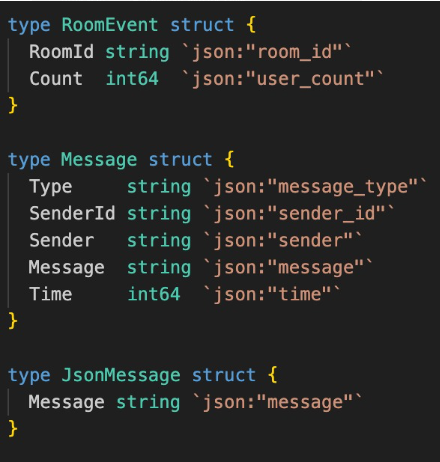 type RoomEvent struct {
RoomId string `json:"room_id"`
Count  int64  `json:"user_count"`
}
type Message struct {
Type     string `json:"message_type"`
SenderId string `json:"sender_id"`
Sender   string `json:"sender"`
Message  string `json:"message"`
Time     int64  `json:"time"`
}
type JsonMessage struct {
Message string `json:"message"`
}